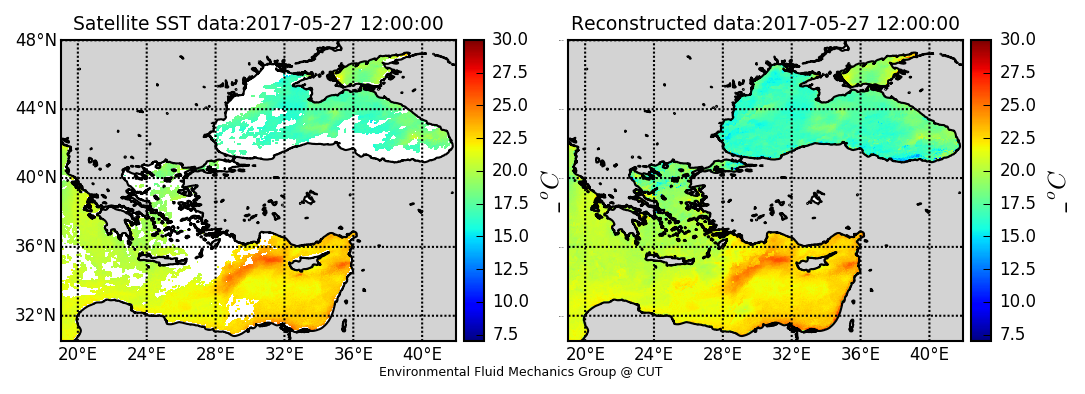 Satellite SST data:2017-05-27 12:00:00
48°N
44°N
40°N
36°N
32°N
20°E 24°E 28°E 32°E 36°E 40°E
30.0
27.5
25.0
22.5
20.0
17.5
15.0
12.5
10.0
7.5
_°C
Reconstructed data:2017-05-27 12:00:00
20°E 24°E 28°E 32°E 36°E 40°E
30.0
27.5
25.0
22.5
20.0
17.5
15.0
12.5
10.0
7.5
_°C
Environmental Fluid Mechanics Group @ CUT